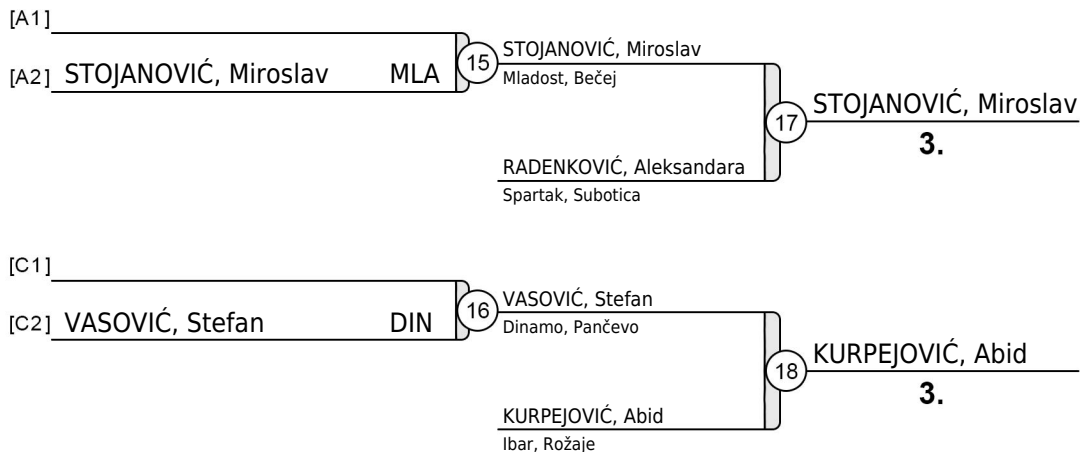 [A1]
[A2] STOJANOVIĆ, Miroslav MLA
15
STOJANOVIĆ, Miroslav
Mladost, Bečej
17
STOJANOVIĆ, Miroslav
3.
RADENKOVIĆ, Aleksandara
Spartak, Subotica
[C1]
[C2] VASOVIĆ, Stefan DIN
16
VASOVIĆ, Stefan
Dinamo, Pančevo
18
KURPEJOVIĆ, Abid
3.
KURPEJOVIĆ, Abid
Ibar, Rožaje